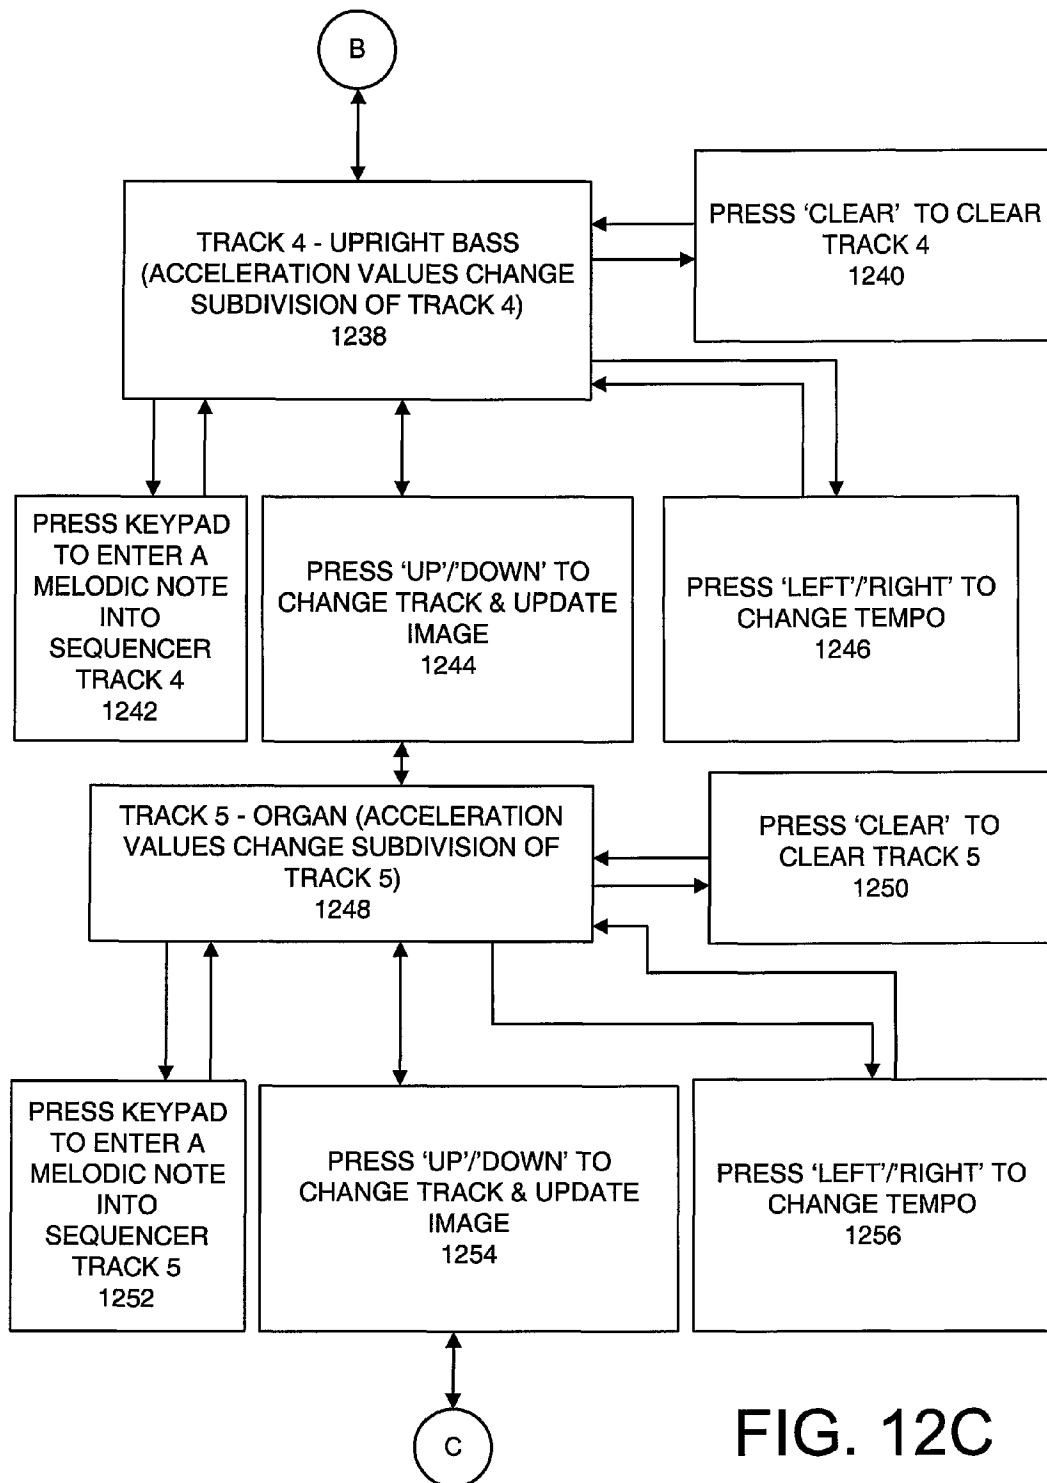 B
TRACK 4 - UPRIGHT BASS
(ACCELERATION VALUES CHANGE
SUBDIVISION OF TRACK 4)
1238
PRESS ‘CLEAR’ TO CLEAR
TRACK 4
1240
PRESS KEYPAD
TO ENTER A
MELODIC NOTE
INTO
SEQUENCER
TRACK 4
1242
PRESS ‘UP’/’DOWN’ TO
CHANGE TRACK & UPDATE
IMAGE
1244
PRESS ‘LEFT’/’RIGHT’ TO
CHANGE TEMPO
1246
TRACK 5 - ORGAN (ACCELERATION
VALUES CHANGE SUBDIVISION OF
TRACK 5)
1248
PRESS ‘CLEAR’ TO
CLEAR TRACK 5
1250
PRESS KEYPAD
TO ENTER A
MELODIC NOTE
INTO
SEQUENCER
TRACK 5
1252
PRESS ‘UP’/’DOWN’ TO
CHANGE TRACK & UPDATE
IMAGE
1254
PRESS ‘LEFT’/’RIGHT’ TO
CHANGE TEMPO
1256
C
FIG. 12C